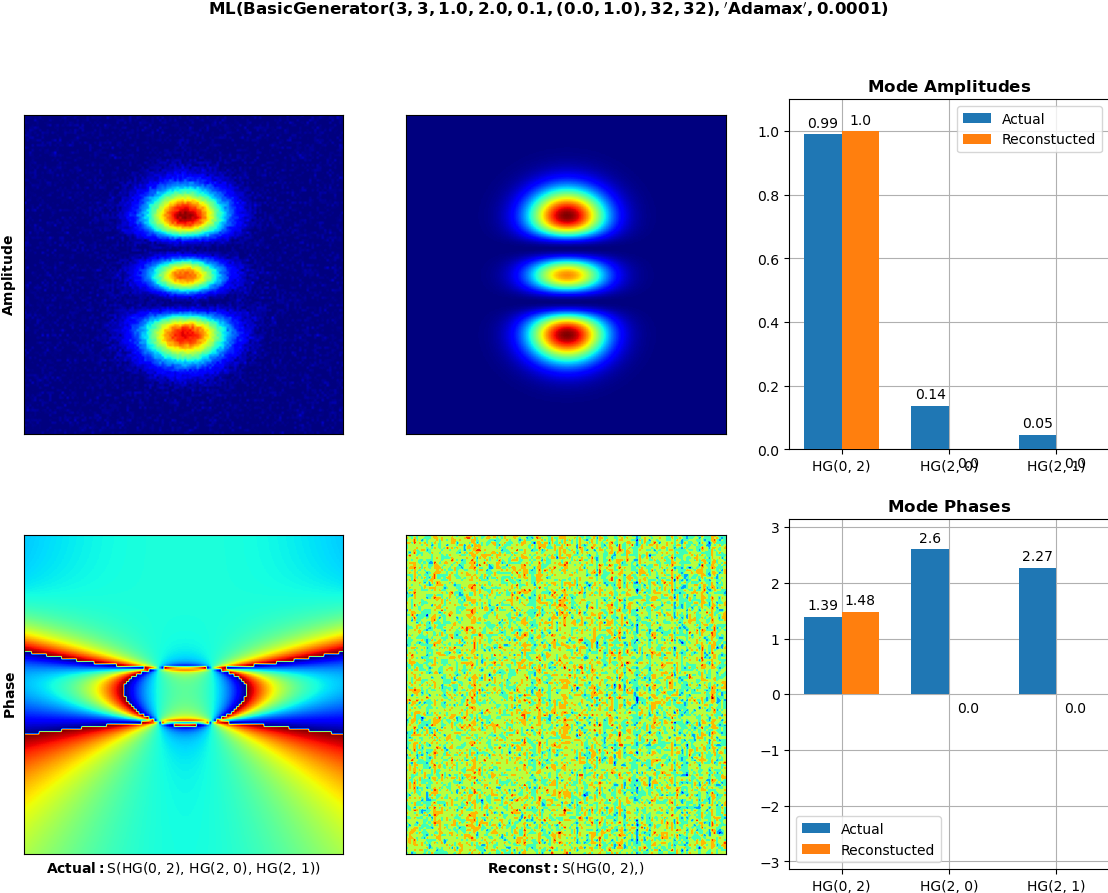 ML(BasicGenerator(3, 3, 1.0, 2.0, 0.1, (0.0, 1.0), 32, 32), ′Adamax′, 0.0001)
Amplitude
Mode Amplitudes
Actual
Reconstucted
1.0
0.8
0.6
0.4
0.2
0.0
0.99
1.0
0.14
0.0
0.05
0.0
HG(0, 2)
HG(2, 0)
HG(2, 1)
Phase
Actual: S(HG(0, 2), HG(2, 0), HG(2, 1))
Reconst: S(HG(0, 2),)
Mode Phases
3
2
1
0
−1
−2
−3
1.39
1.48
2.6
0.0
2.27
0.0
Actual
Reconstucted
HG(0, 2)
HG(2, 0)
HG(2, 1)